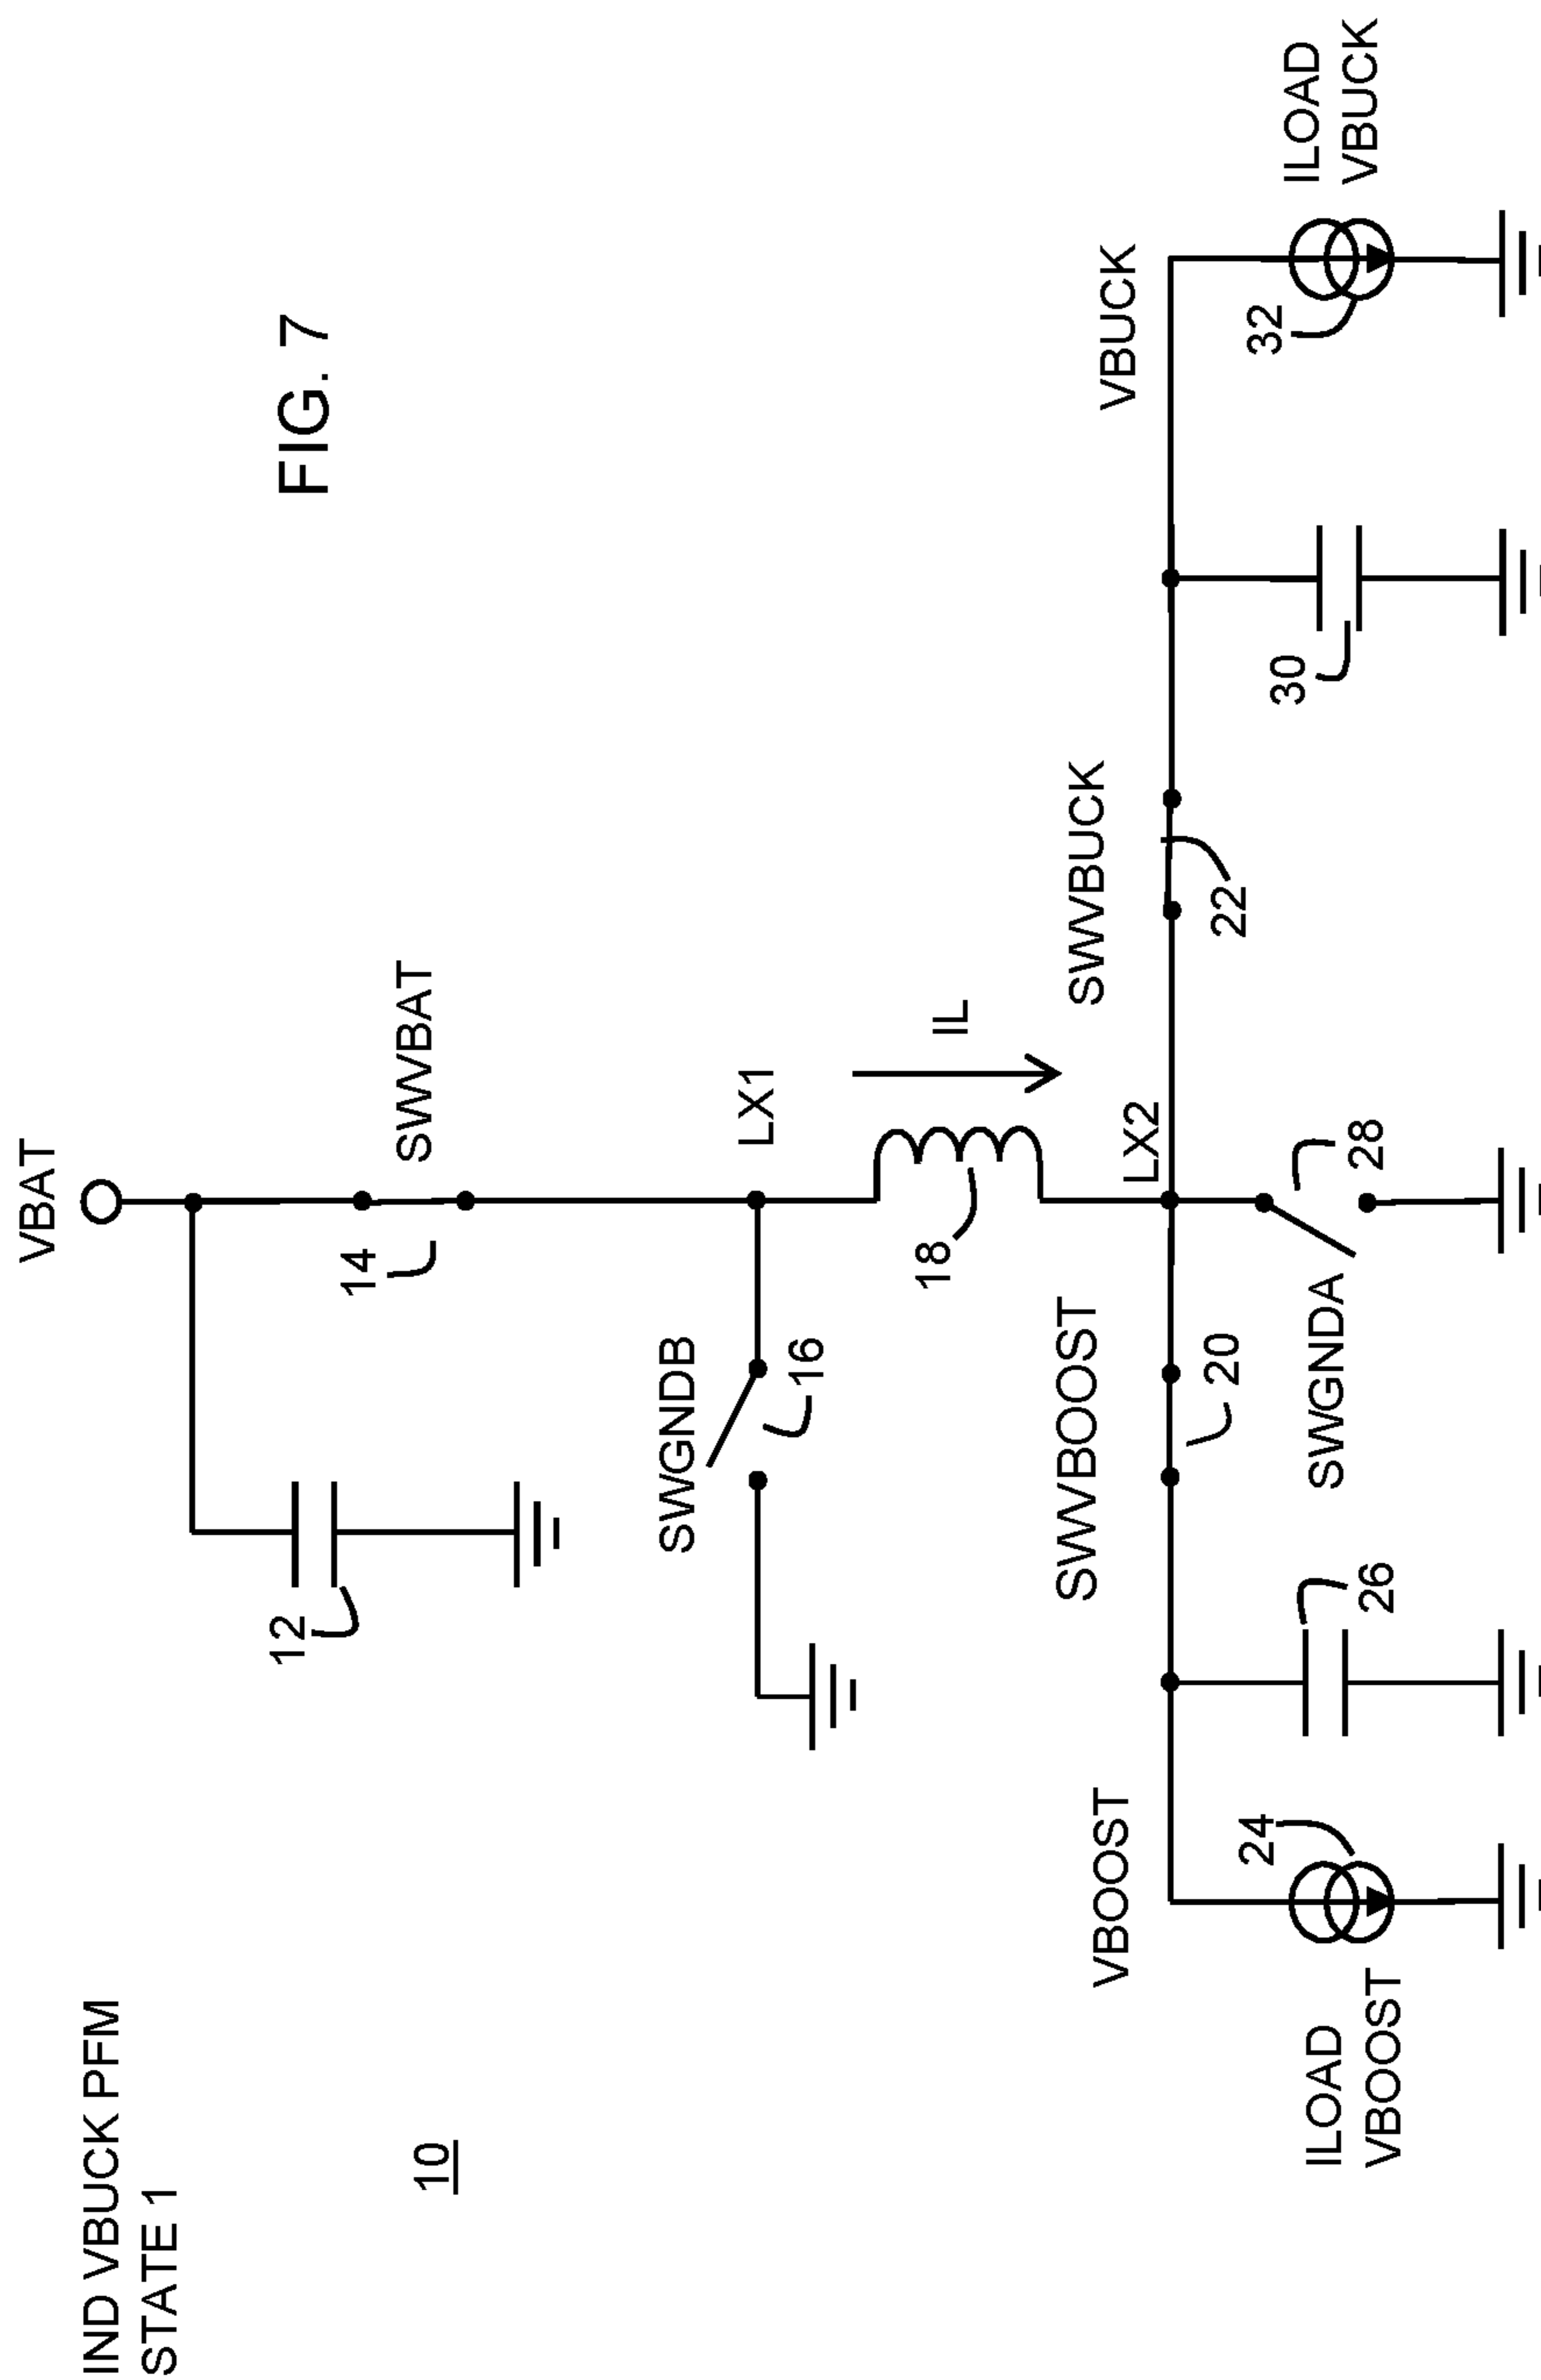 IND VBUCK PFM
STATE 1
10
FIG. 7
VBAT
12
14
SWVBAT
SWGNDB
16
LX1
18
IL
SWVBOOST
LX2
SWVBUCK
VBOOST
20
22
VBUCK
24
26
SWGNDA
28
30
32
ILOAD
VBOOST
ILOAD
VBUCK